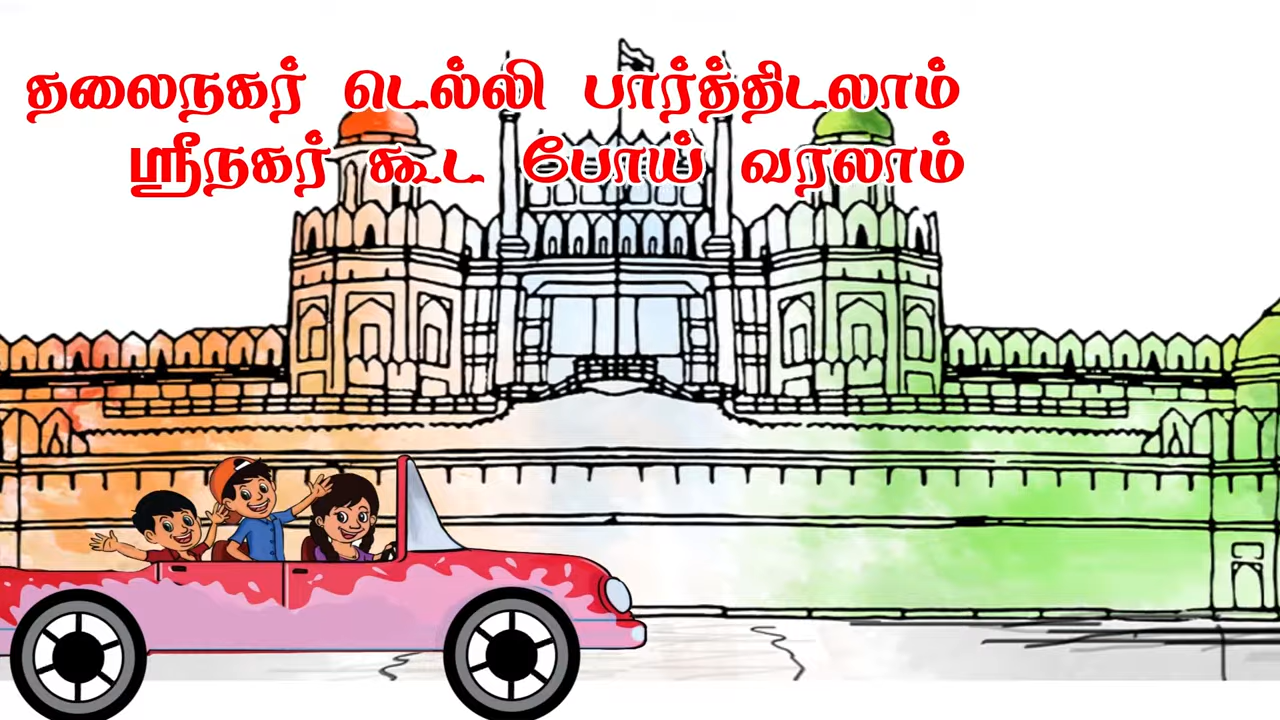 தலைநகர் டெல்லி பார்த்திடலாம்
ஸ்ரீநகர் கூட போய் வரலாம்